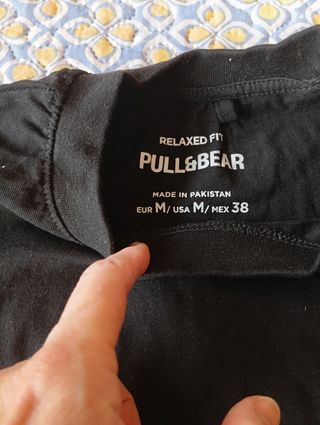 RELAXED FIT
PULL&BEAR
MADE IN PAKISTAN
EUR M/ USA M/ MEX 38